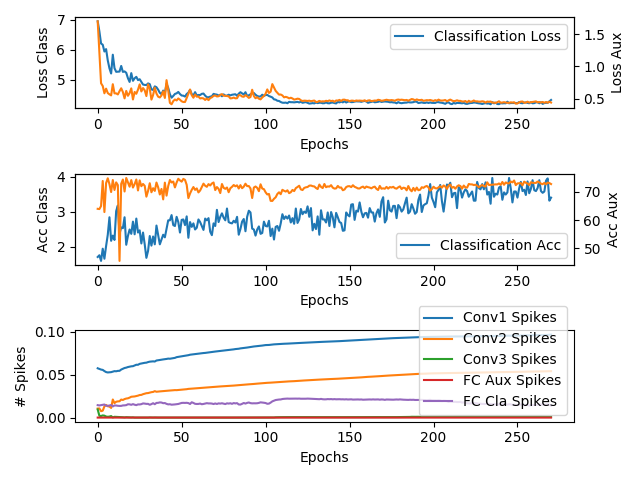 7
6
5
Loss Class
Classification Loss
1.5
1.0
0.5
Loss Aux
0 50 100 150 200 250
Epochs
4
3
2
Acc Class
Classification Acc
70
60
50
Acc Aux
0 50 100 150 200 250
Epochs
0.10
0.05
0.00
# Spikes
Conv1 Spikes
Conv2 Spikes
Conv3 Spikes
FC Aux Spikes
FC Cla Spikes
0 50 100 150 200 250
Epochs